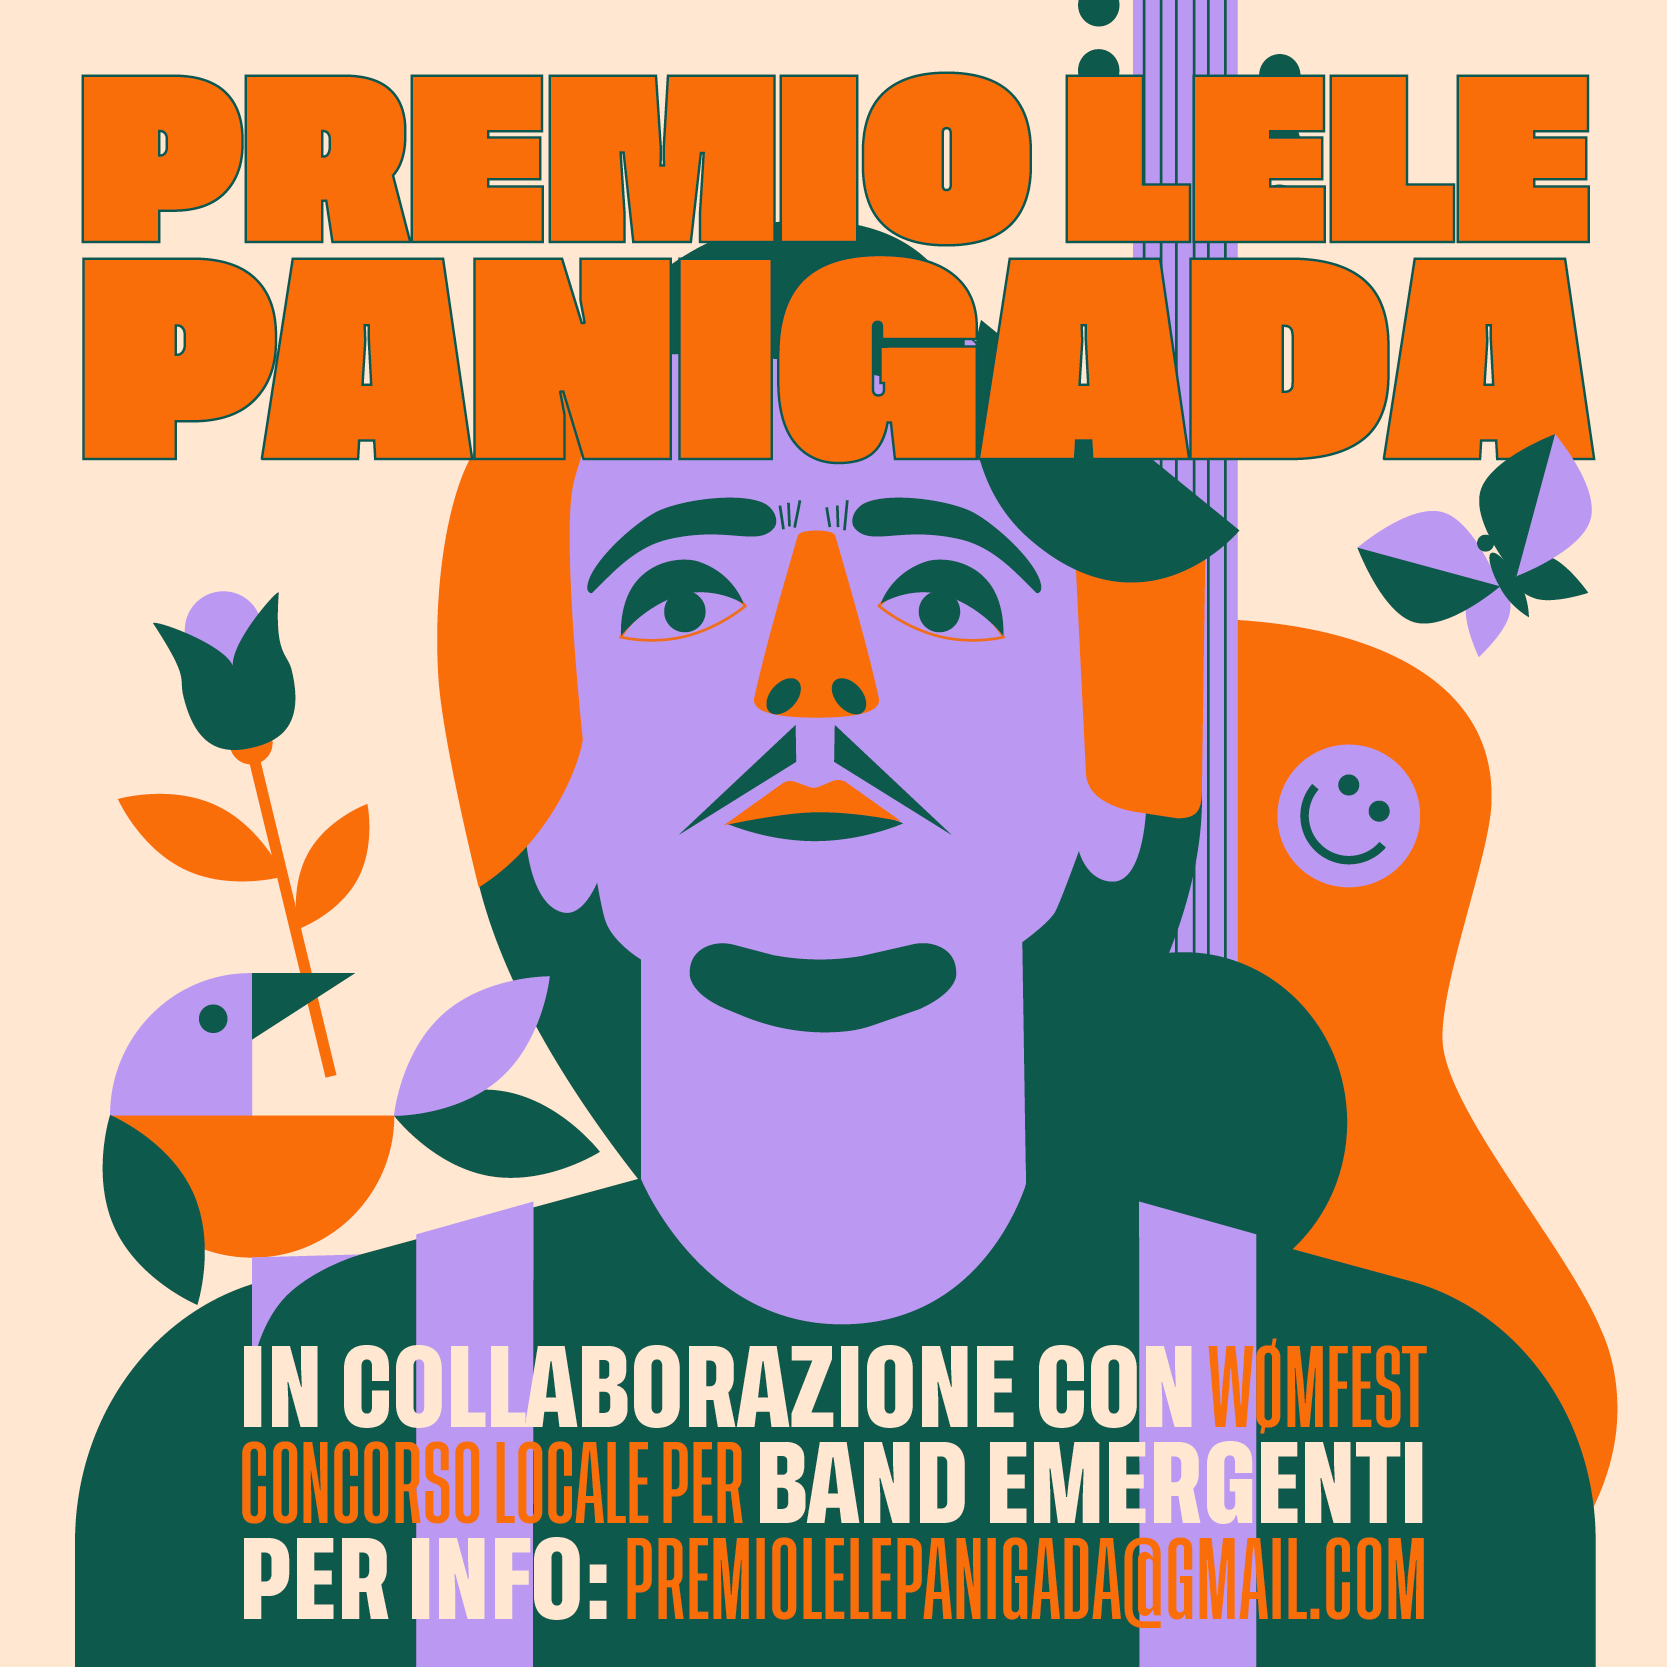 PREMIO LELE
PANIGADA
IN COLLABORAZIONE CON WØMFEST
CONCORSO LOCALE PER BAND EMERGENTI
PER INFO: PREMIOLELEPANIGADA@GMAIL.COM